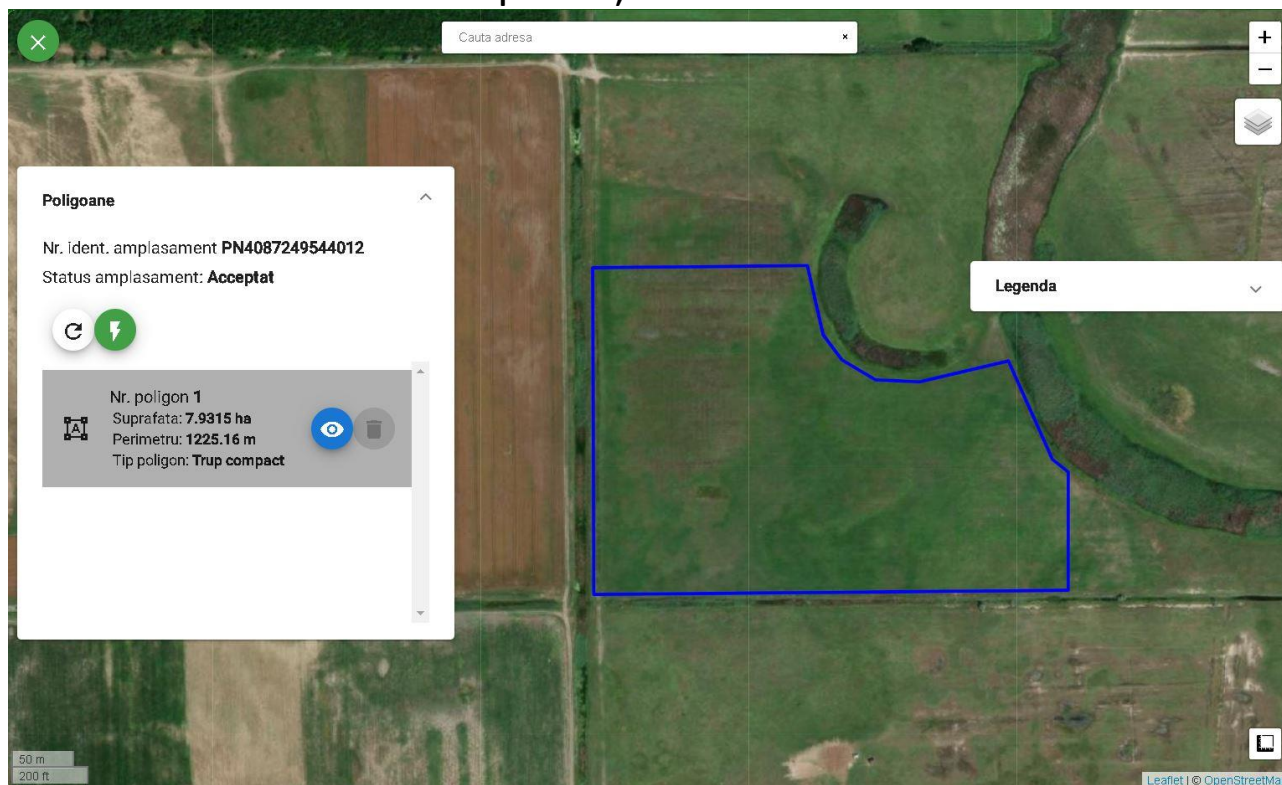 Cauta adresa
×
+
−
Poligoane
Nr. ident. amplasament PN4087249544012
Status amplasament: Acceptat
Legenda
Nr. poligon 1
Suprafata: 7.9315 ha
Perimetru: 1225.16 m
Tip poligon: Trup compact
50 m
200 ft
Leaflet | © OpenStreetMa